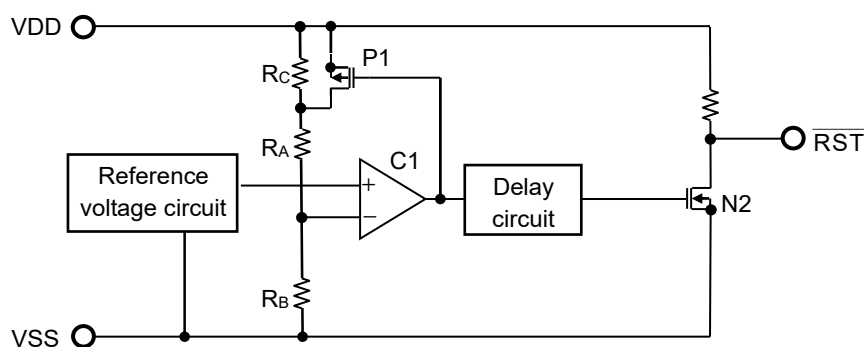 VDD
P1
RC
RA
C1
RST
Reference
voltage circuit
+
−
Delay
circuit
N2
RB
VSS